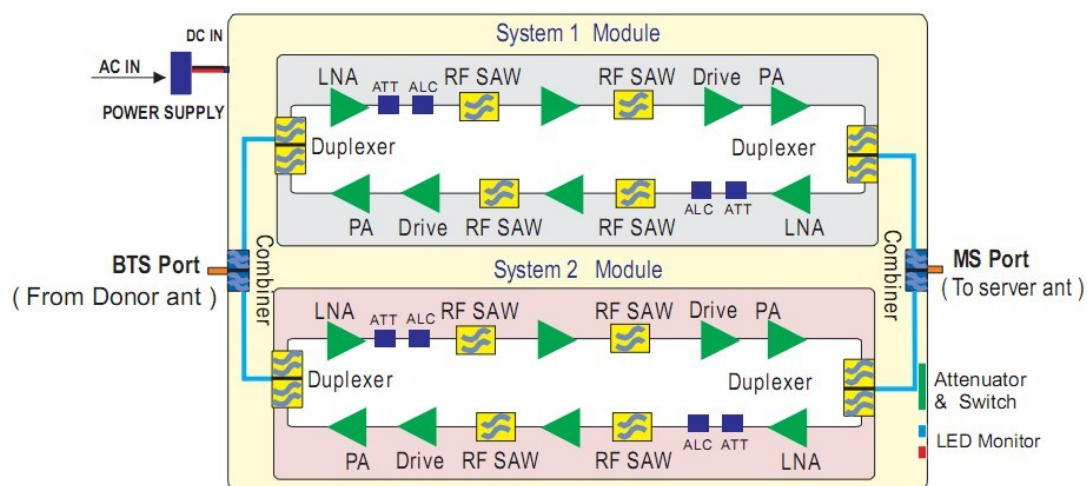 DC IN
System 1 Module
AC IN
POWER SUPPLY
LNA
ATT
ALC
RF SAW
RF SAW
Drive
PA
Duplexer
Duplexer
PA
Drive
RF SAW
RF SAW
ALC
ATT
LNA
BTS Port
( From Donor ant )
Combiner
System 2 Module
Combiner
MS Port
( To server ant )
LNA
ATT
ALC
RF SAW
RF SAW
Drive
PA
Duplexer
Duplexer
PA
Drive
RF SAW
RF SAW
ALC
ATT
LNA
Attenuator
& Switch
LED Monitor